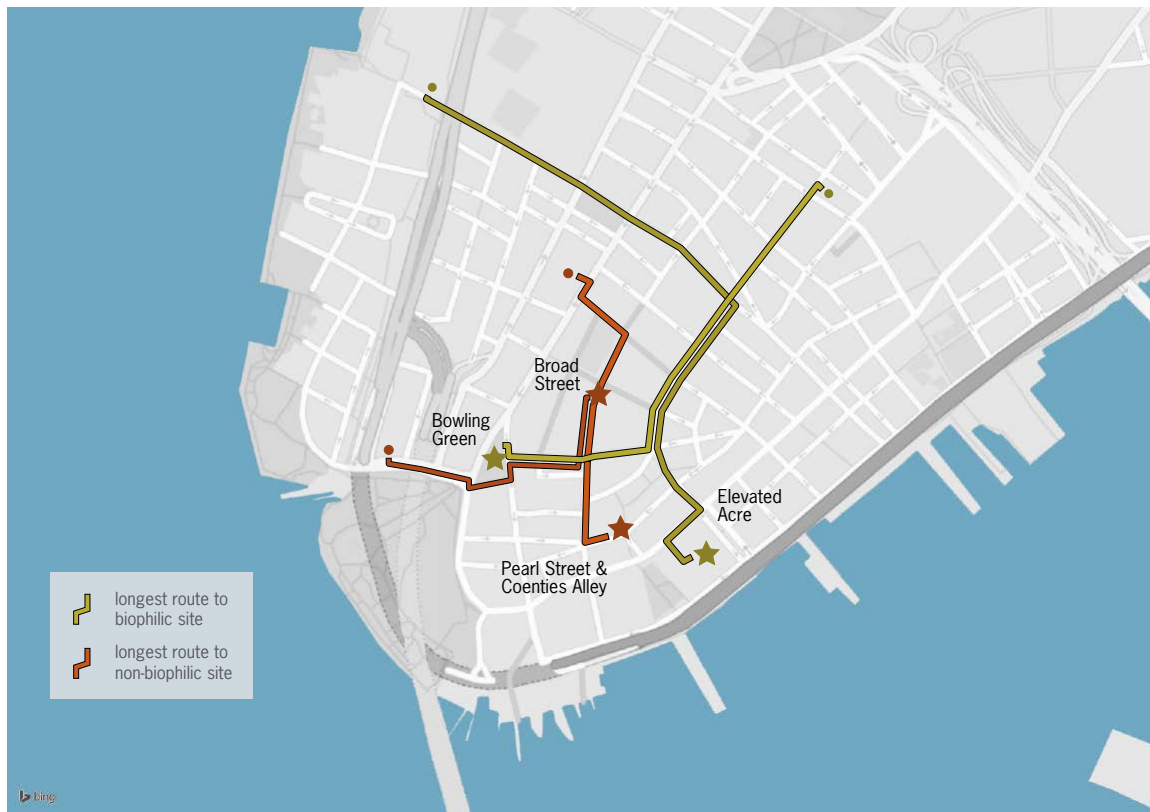 Broad
Street
Bowling
Green
Elevated
Acre
Pearl Street &
Coenties Alley
longest route to
biophilic site
longest route to
non-biophilic site
bing